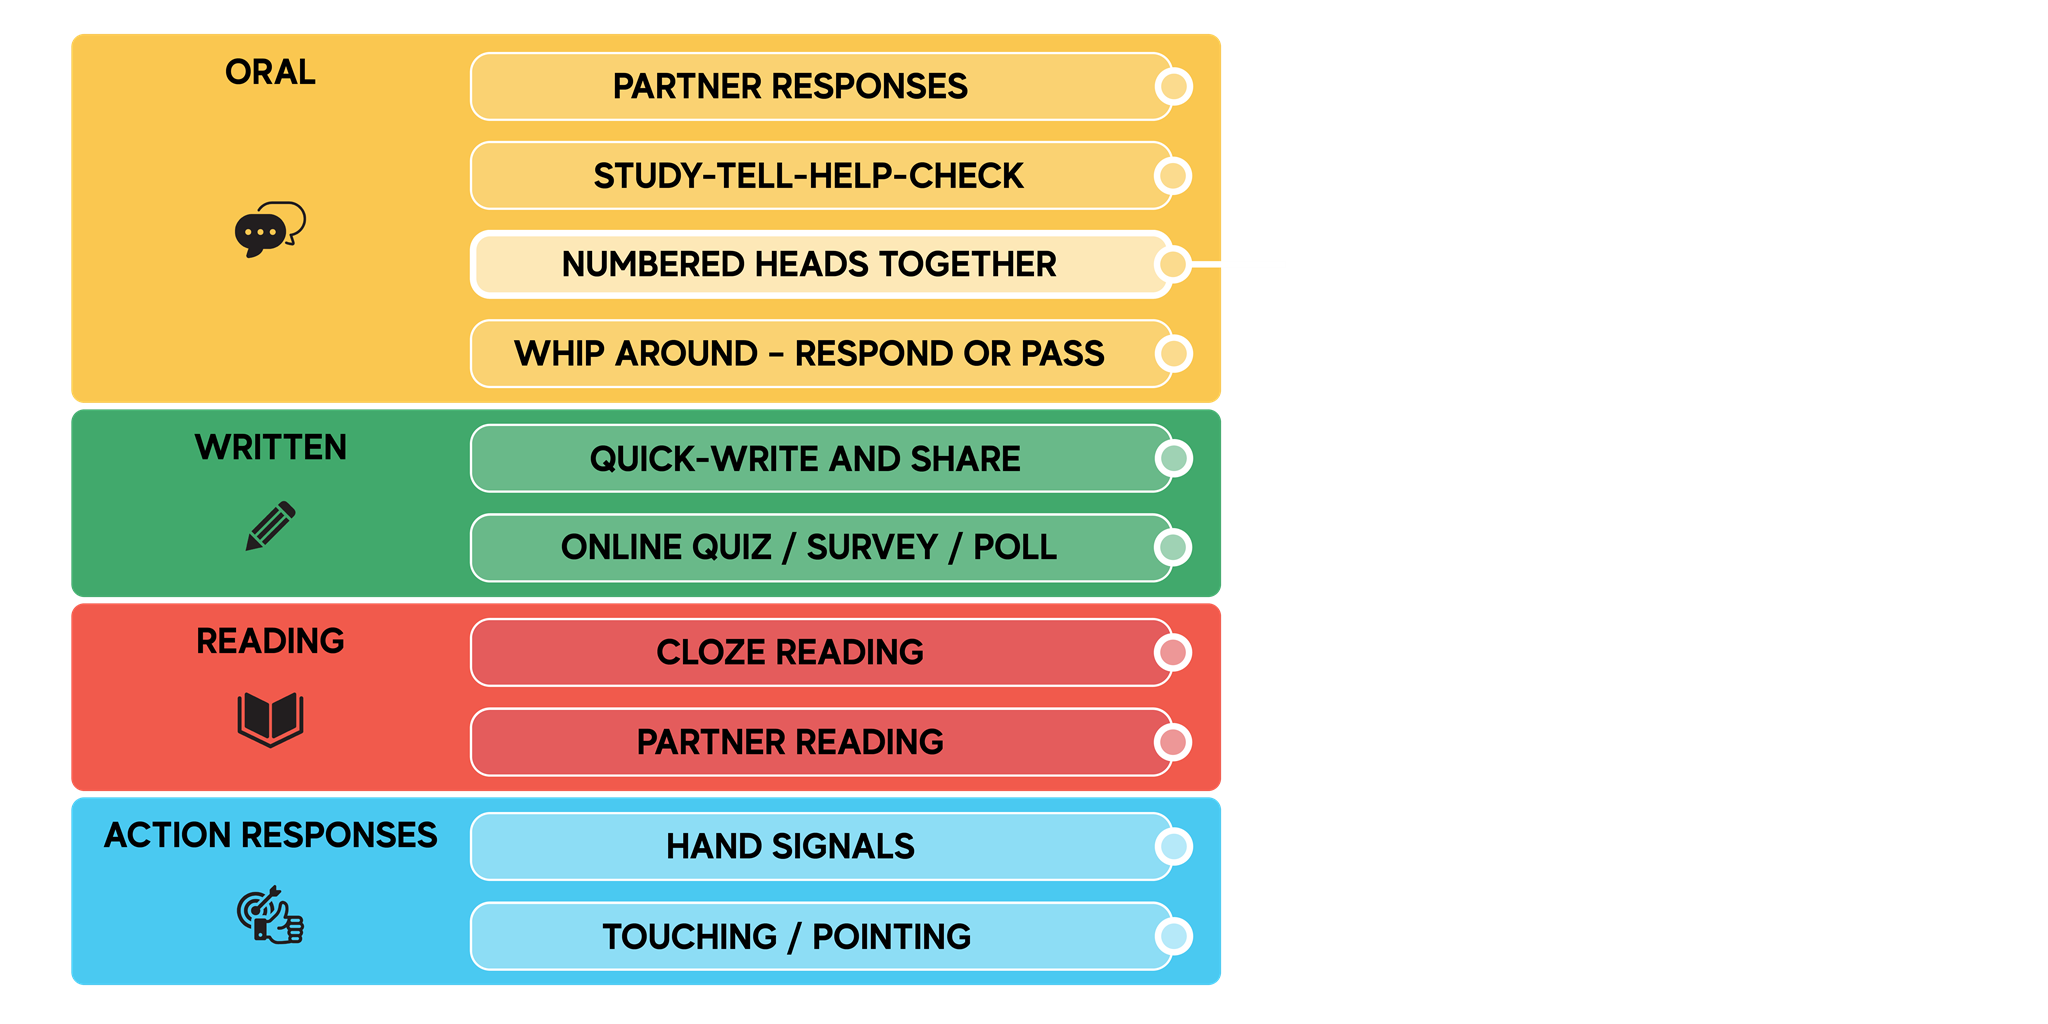 ORAL
PARTNER RESPONSES
STUDY-TELL-HELP-CHECK
NUMBERED HEADS TOGETHER
WHIP AROUND – RESPOND OR PASS
WRITTEN
QUICK-WRITE AND SHARE
ONLINE QUIZ / SURVEY / POLL
READING
CLOZE READING
PARTNER READING
ACTION RESPONSES
HAND SIGNALS
TOUCHING / POINTING